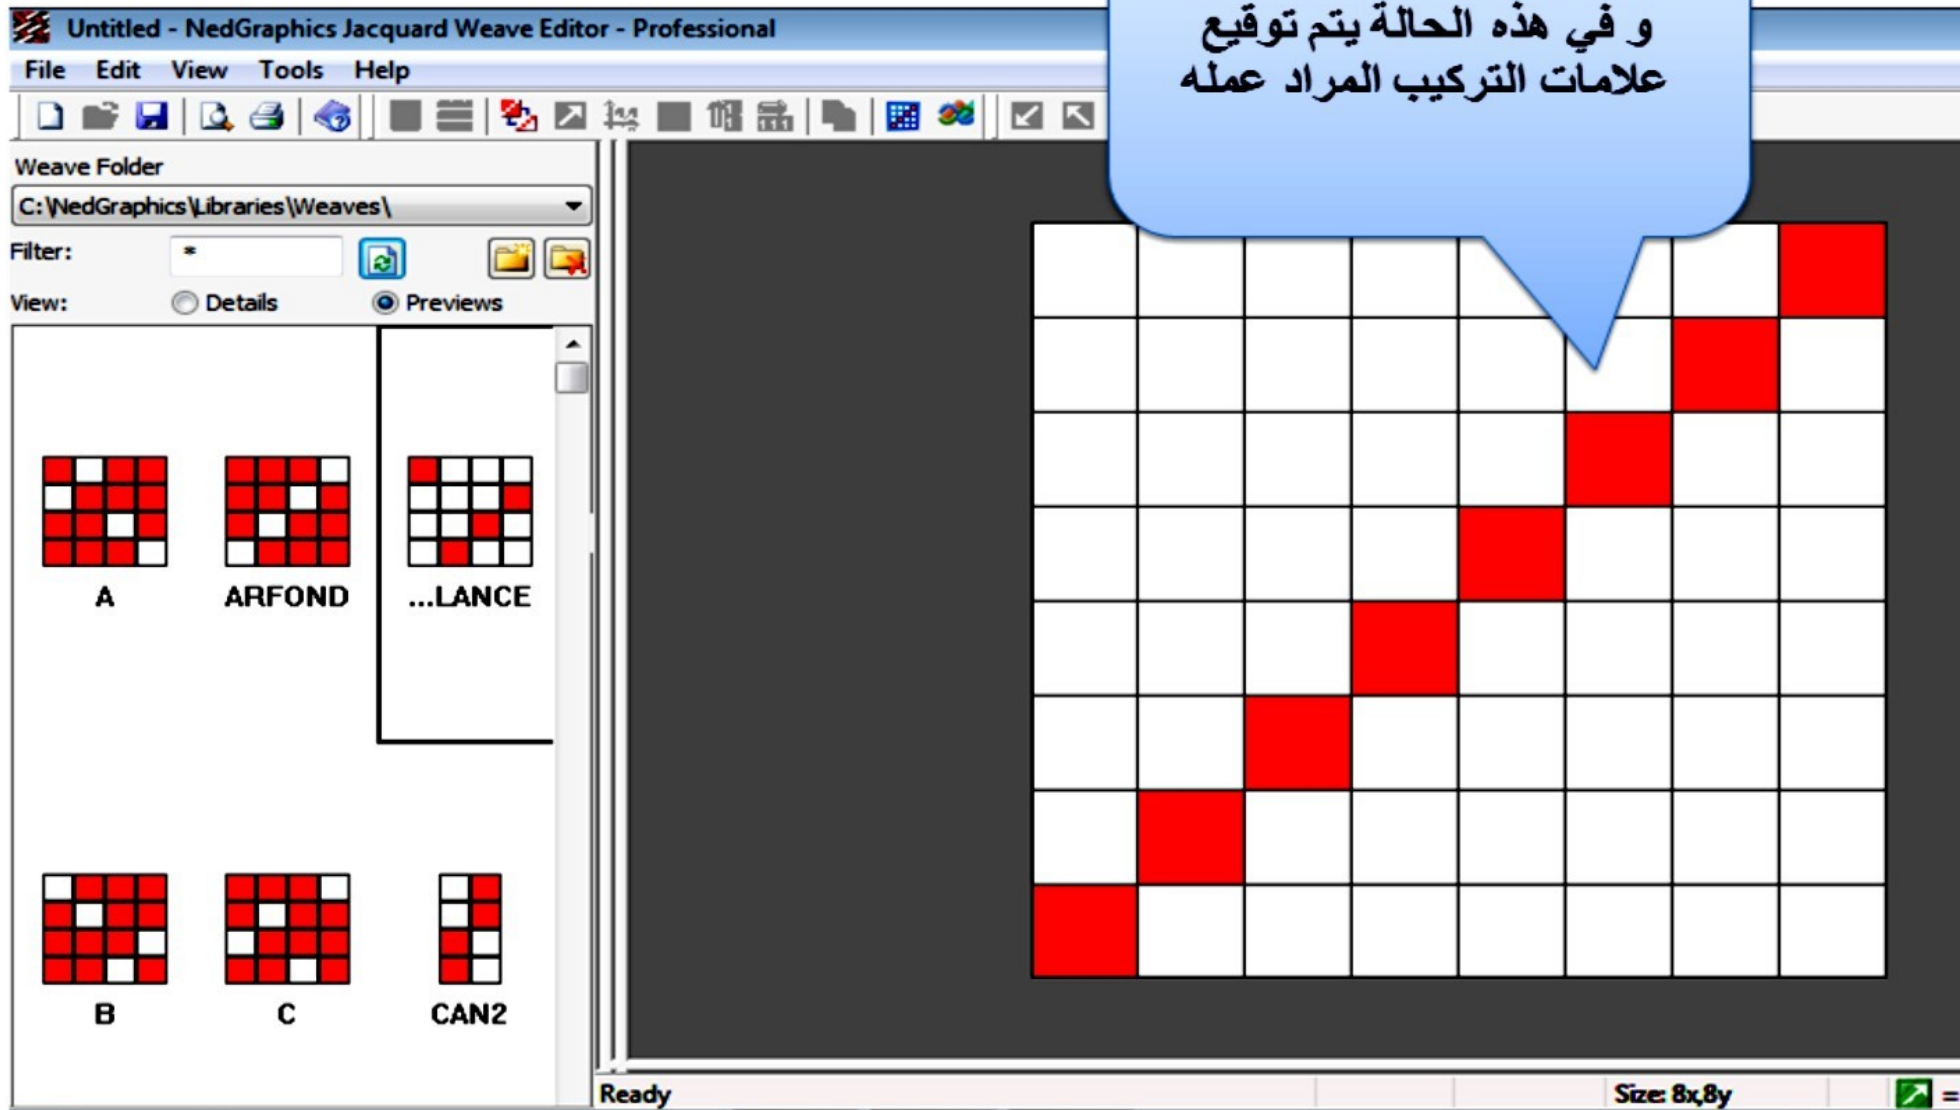 Untitled - NedGraphics Jacquard Weave Editor - Professional
و في هذه الحالة يتم توقيع
علامات التركيب المراد عمله
File Edit View Tools Help
Weave Folder
C:\NedGraphics\Libraries\Weaves\
Filter: *
View: Details Previews
A ARFOND ...LANCE
B C CAN2
Ready Size: 8x,8y =